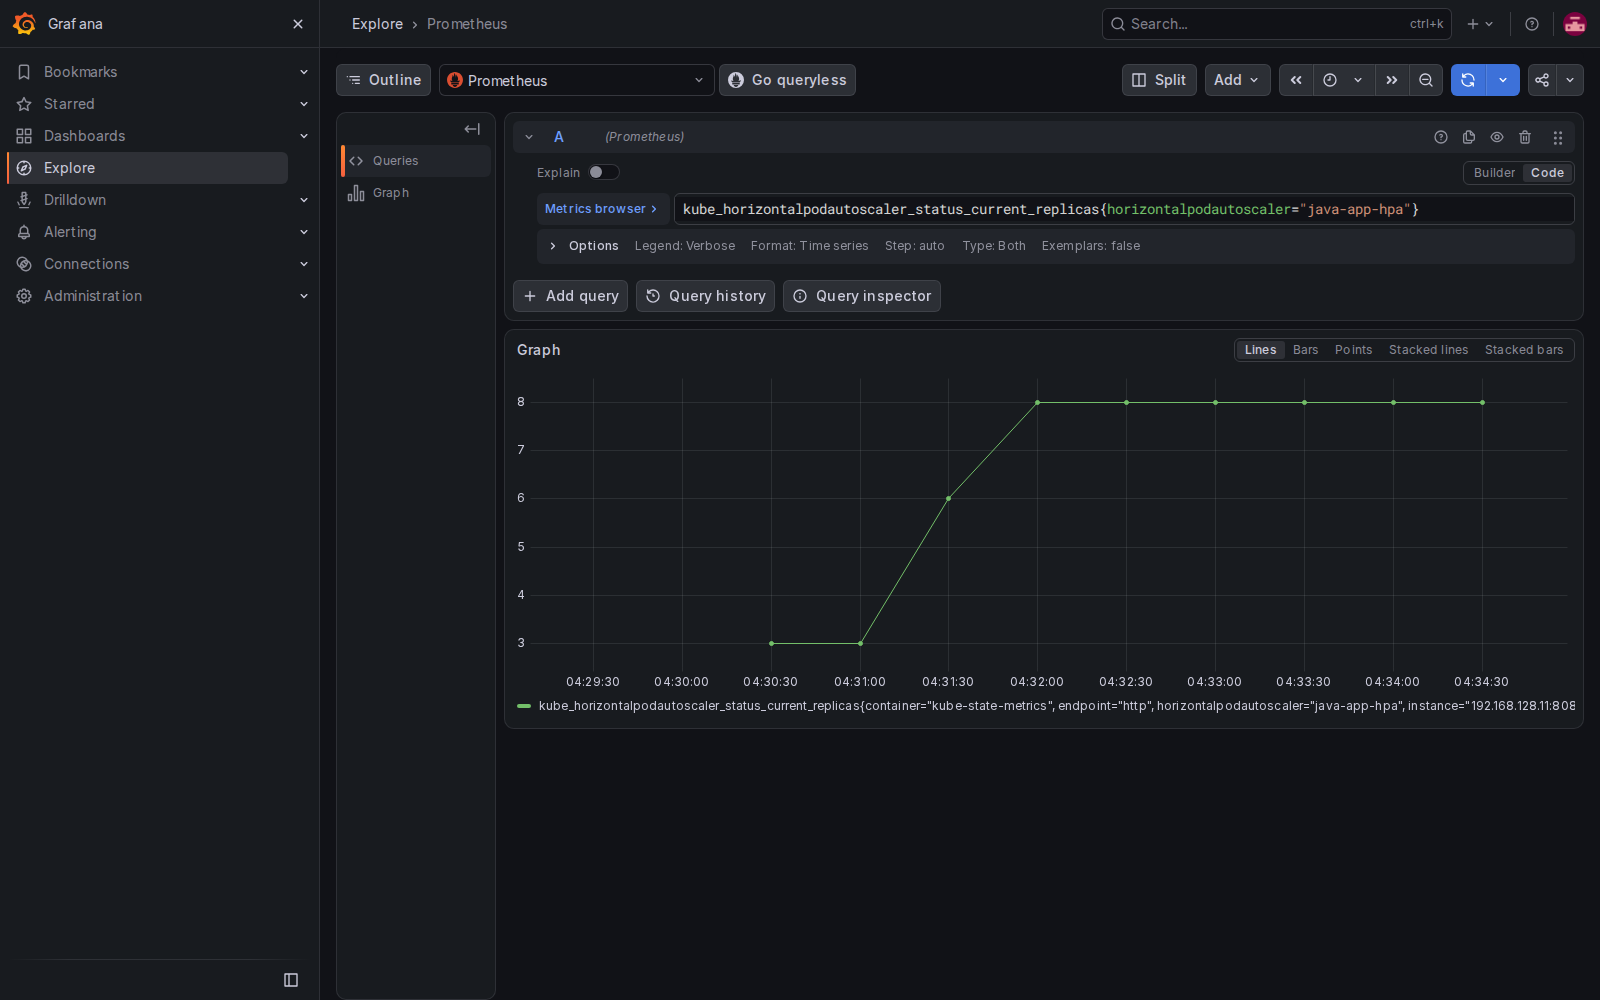 Grafana
Explore › Prometheus
Search...
ctrl+k
Bookmarks
Starred
Dashboards
Explore
Drilldown
Alerting
Connections
Administration
Outline
Prometheus
Go queryless
Split
Add
Queries
Graph
A
(Prometheus)
Explain
Builder
Code
Metrics browser ›
kube_horizontalpodautoscaler_status_current_replicas{horizontalpodautoscaler="java-app-hpa"}
Options
Legend: Verbose
Format: Time series
Step: auto
Type: Both
Exemplars: false
+ Add query
Query history
Query inspector
Graph
Lines
Bars
Points
Stacked lines
Stacked bars
8
7
6
5
4
3
04:29:30
04:30:00
04:30:30
04:31:00
04:31:30
04:32:00
04:32:30
04:33:00
04:33:30
04:34:00
04:34:30
kube_horizontalpodautoscaler_status_current_replicas{container="kube-state-metrics", endpoint="http", horizontalpodautoscaler="java-app-hpa", instance="192.168.128.11:808